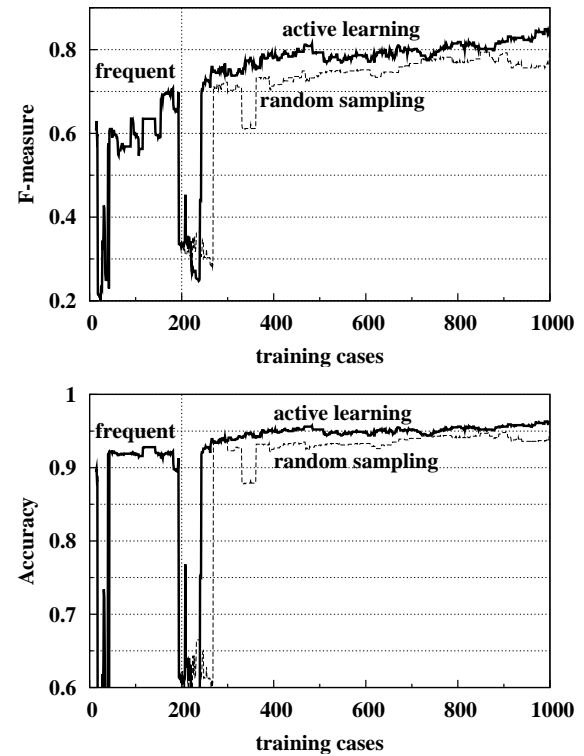 active learning
0.8
frequent
random sampling
0.6
F-measure
0.4
0.2
0 200 400 600 800 1000
training cases
1
frequent
active learning
random sampling
0.9
0.8
Accuracy
0.7
0.6
0 200 400 600 800 1000
training cases